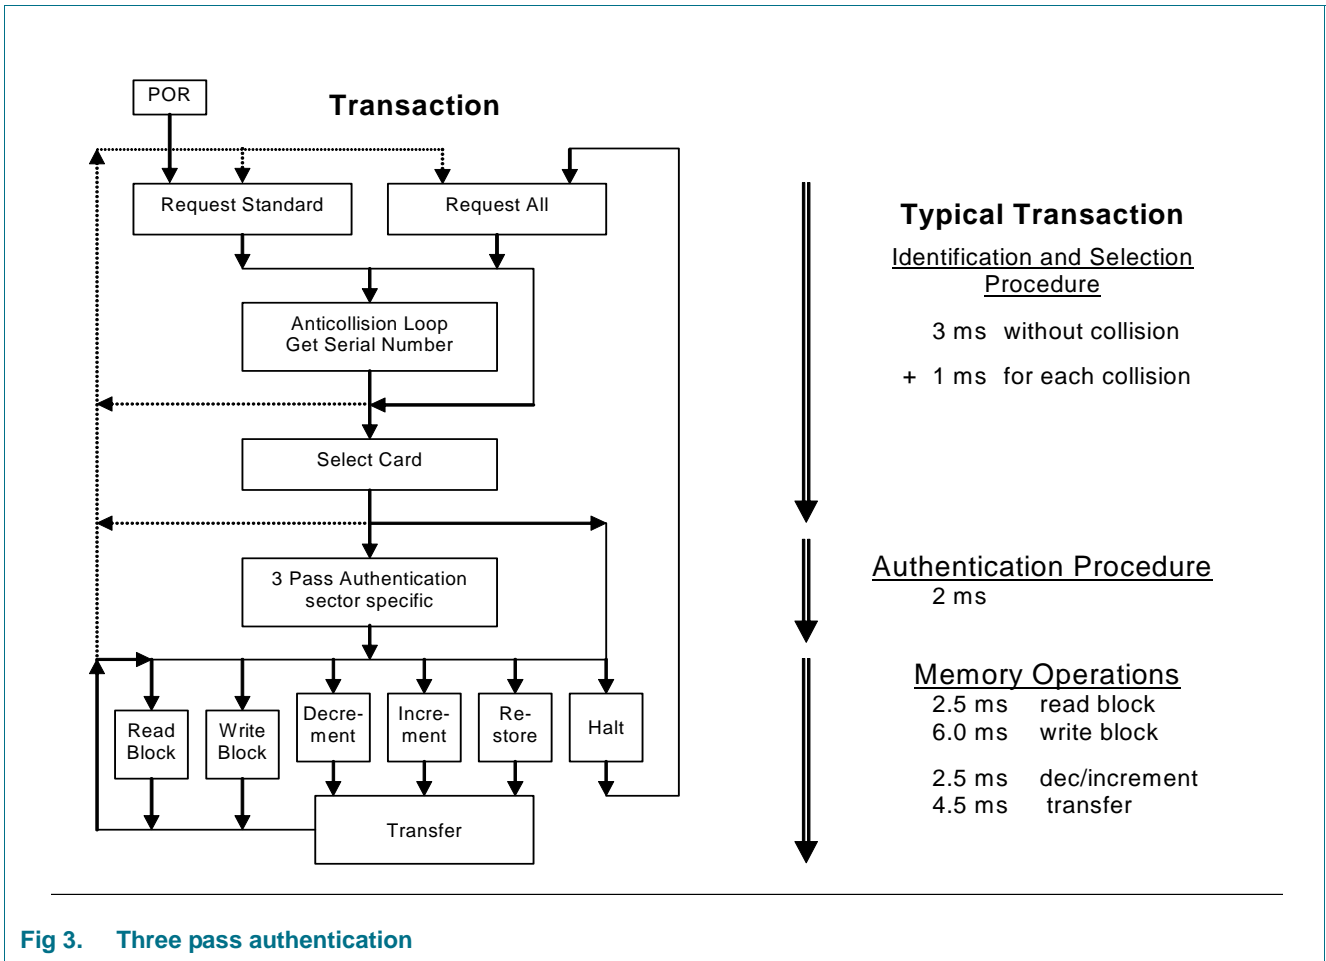 POR
Transaction
Request Standard
Request All
Anticollision Loop
Get Serial Number
Select Card
3 Pass Authentication
sector specific
Read
Block
Write
Block
Decre-
ment
Incre-
ment
Re-
store
Halt
Transfer
Typical Transaction
Identification and Selection
Procedure
3 ms without collision
+ 1 ms for each collision
Authentication Procedure
2 ms
Memory Operations
2.5 ms read block
6.0 ms write block
2.5 ms dec/increment
4.5 ms transfer
Fig 3. Three pass authentication